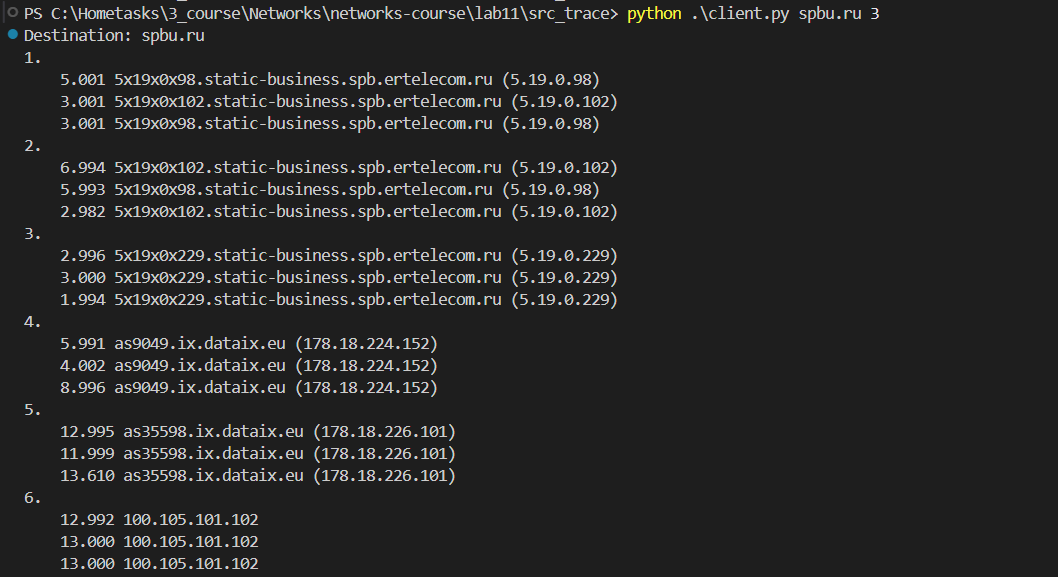 PS C:\Hometasks\3_course\Networks\networks-course\lab11\src_trace> python .\client.py spbu.ru 3
Destination: spbu.ru
1.
5.001 5x19x0x98.static-business.spb.ertelecom.ru (5.19.0.98)
3.001 5x19x0x102.static-business.spb.ertelecom.ru (5.19.0.102)
3.001 5x19x0x98.static-business.spb.ertelecom.ru (5.19.0.98)
2.
6.994 5x19x0x102.static-business.spb.ertelecom.ru (5.19.0.102)
5.993 5x19x0x98.static-business.spb.ertelecom.ru (5.19.0.98)
2.982 5x19x0x102.static-business.spb.ertelecom.ru (5.19.0.102)
3.
2.996 5x19x0x229.static-business.spb.ertelecom.ru (5.19.0.229)
3.000 5x19x0x229.static-business.spb.ertelecom.ru (5.19.0.229)
1.994 5x19x0x229.static-business.spb.ertelecom.ru (5.19.0.229)
4.
5.991 as9049.ix.dataix.eu (178.18.224.152)
4.002 as9049.ix.dataix.eu (178.18.224.152)
8.996 as9049.ix.dataix.eu (178.18.224.152)
5.
12.995 as35598.ix.dataix.eu (178.18.226.101)
11.999 as35598.ix.dataix.eu (178.18.226.101)
13.610 as35598.ix.dataix.eu (178.18.226.101)
6.
12.992 100.105.101.102
13.000 100.105.101.102
13.000 100.105.101.102